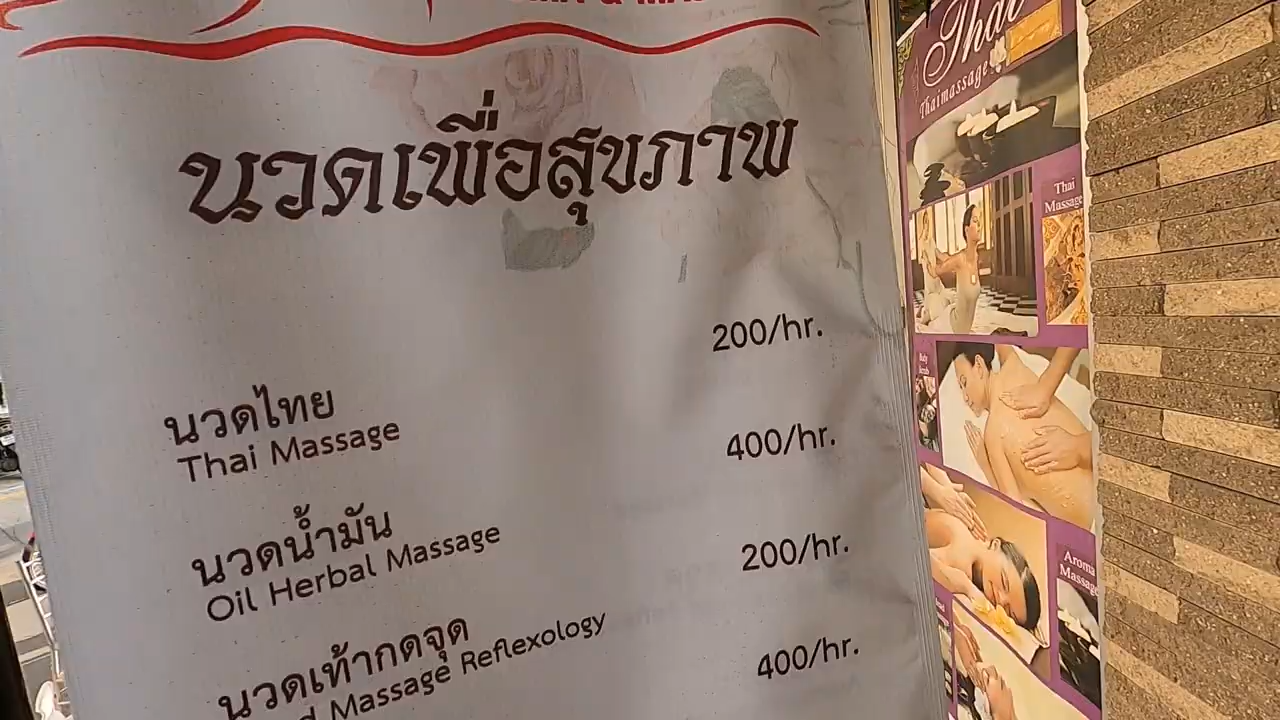 นวดเพื่อสุขภาพ
200/hr.
นวดไทย
Thai Massage
400/hr.
นวดน้ำมัน
Oil Herbal Massage
200/hr.
นวดเท้ากดจุด
Massage Reflexology
400/hr.
Thai
Thaimassage
Thai
Massage
Body
Scrub
Aroma
Massage